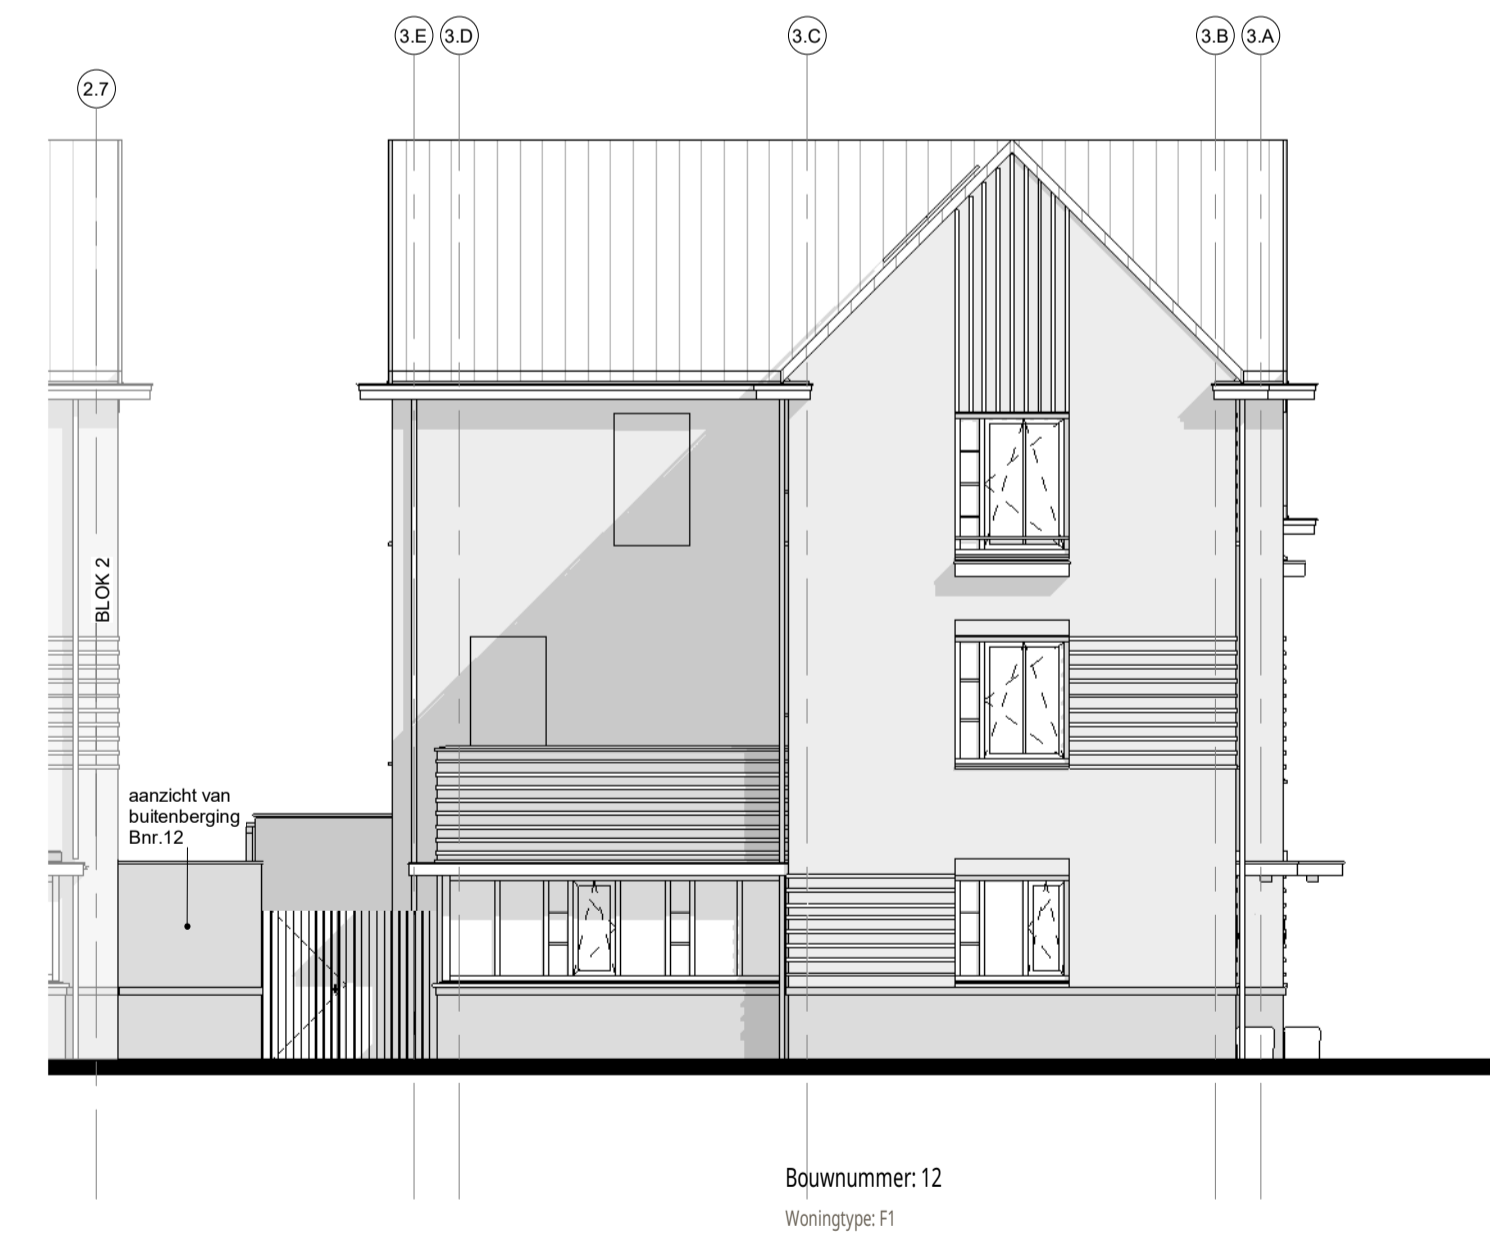 3.E 3.D 3.C 3.B 3.A
2.7
BLOK 2
aanzicht van
buitenberging
Bnr.12
Bouwnummer: 12
Woningtype: F1